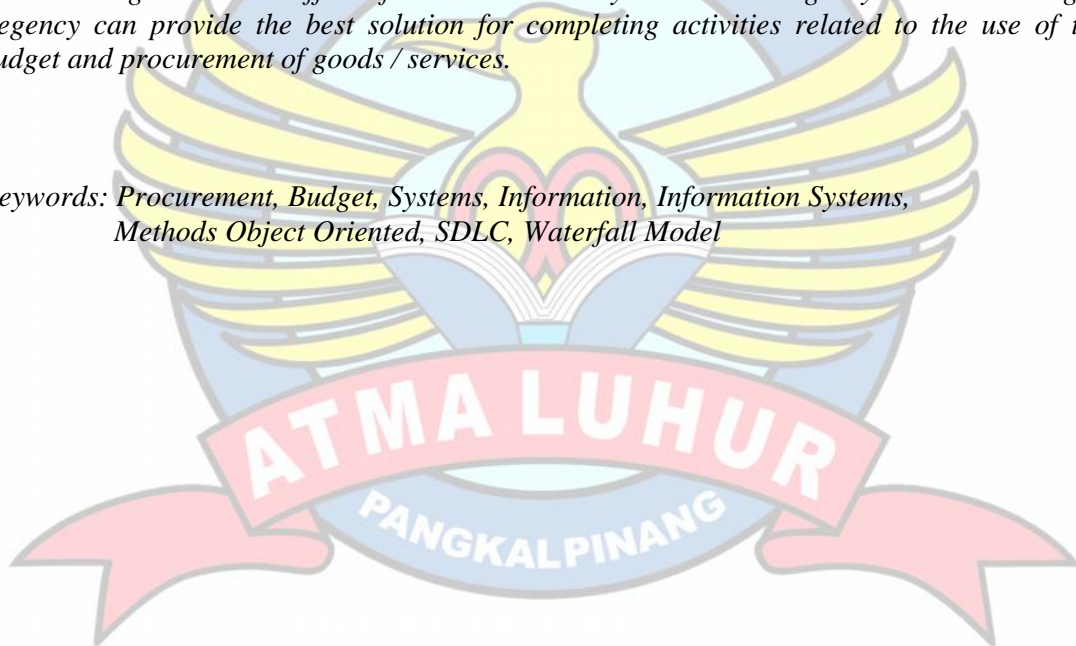 egency can provide the best solution for completing activities related to the use of t
udget and procurement of goods / services.
eywords: Procurement, Budget, Systems, Information, Information Systems,
Methods Object Oriented, SDLC, Waterfall Model
ATMA LUHUR
PANGKALPINANG